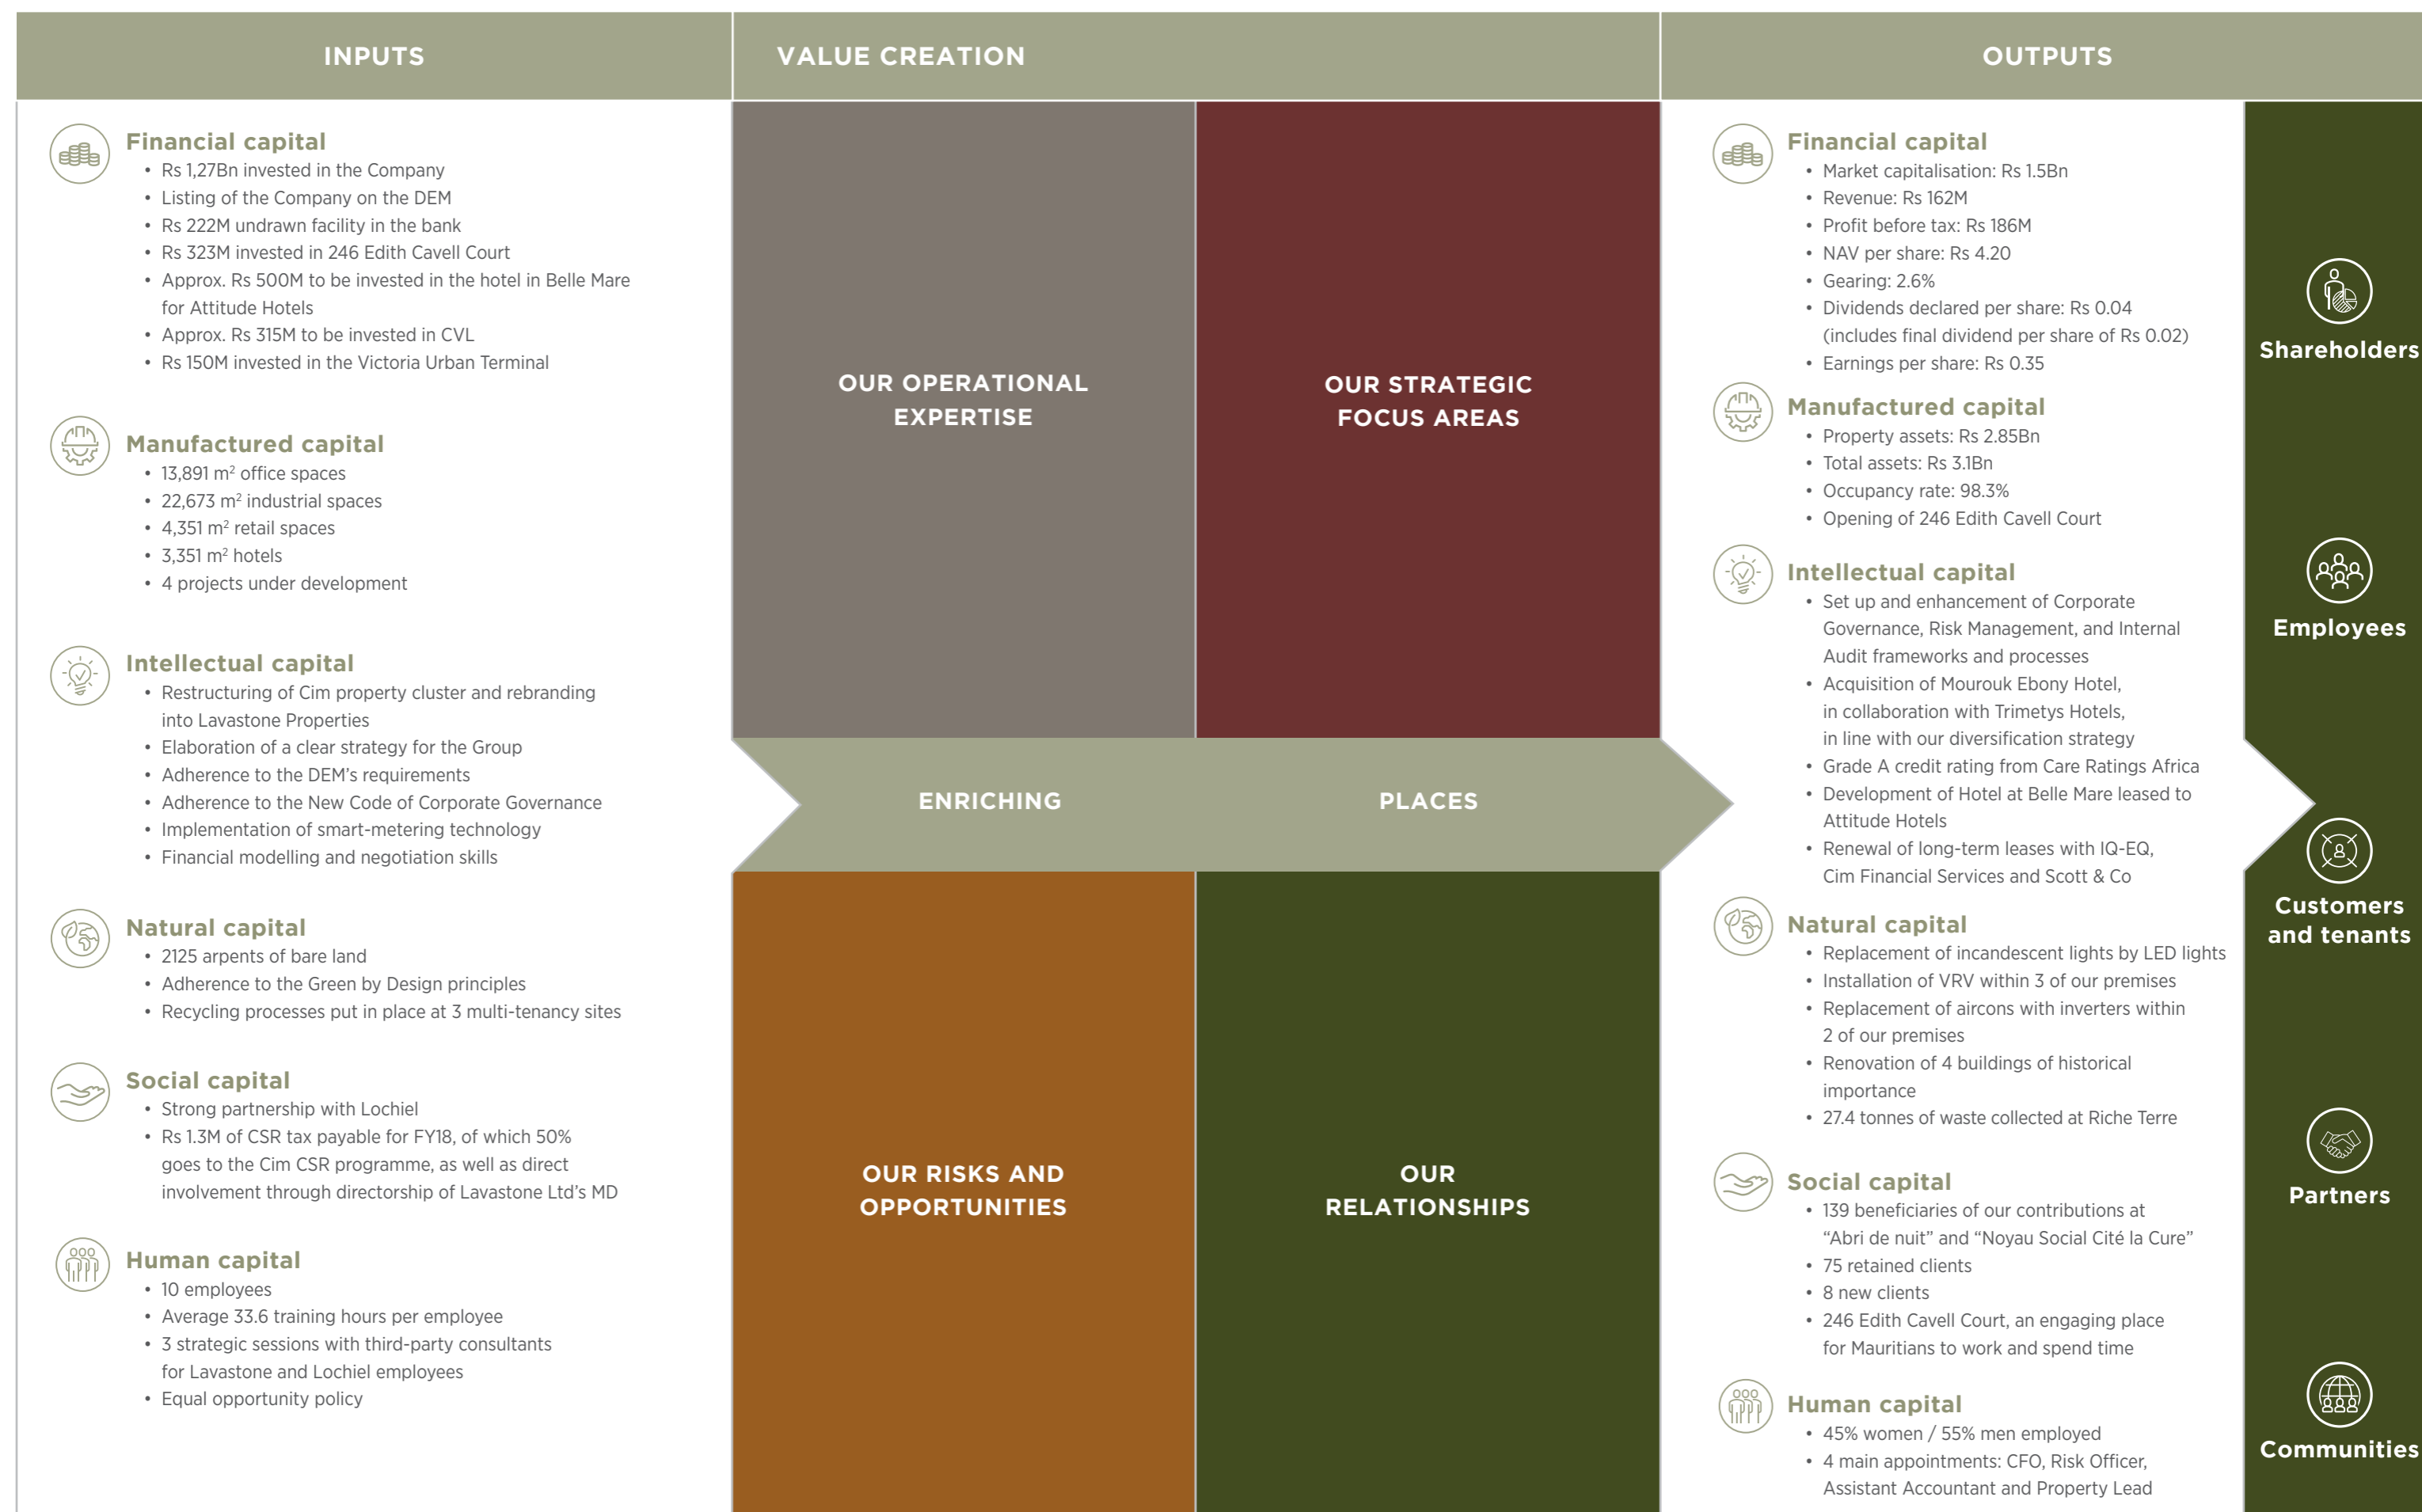 INPUTS
VALUE CREATION
OUTPUTS
Financial capital
• Rs 1,27Bn invested in the Company
• Listing of the Company on the DEM
• Rs 222M undrawn facility in the bank
• Rs 323M invested in 246 Edith Cavell Court
• Approx. Rs 500M to be invested in the hotel in Belle Mare
for Attitude Hotels
• Approx. Rs 315M to be invested in CVL
• Rs 150M invested in the Victoria Urban Terminal
Manufactured capital
• 13,891 m² office spaces
• 22,673 m² industrial spaces
• 4,351 m² retail spaces
• 3,351 m² hotels
• 4 projects under development
Intellectual capital
• Restructuring of Cim property cluster and rebranding
into Lavastone Properties
• Elaboration of a clear strategy for the Group
• Adherence to the DEM's requirements
• Adherence to the New Code of Corporate Governance
• Implementation of smart-metering technology
• Financial modelling and negotiation skills
Natural capital
• 2125 arpents of bare land
• Adherence to the Green by Design principles
• Recycling processes put in place at 3 multi-tenancy sites
Social capital
• Strong partnership with Lochiel
• Rs 1.3M of CSR tax payable for FY18, of which 50%
goes to the Cim CSR programme, as well as direct
involvement through directorship of Lavastone Ltd's MD
Human capital
• 10 employees
• Average 33.6 training hours per employee
• 3 strategic sessions with third-party consultants
for Lavastone and Lochiel employees
• Equal opportunity policy
OUR OPERATIONAL
EXPERTISE
OUR STRATEGIC
FOCUS AREAS
ENRICHING
PLACES
OUR RISKS AND
OPPORTUNITIES
OUR
RELATIONSHIPS
Financial capital
• Market capitalisation: Rs 1.5Bn
• Revenue: Rs 162M
• Profit before tax: Rs 186M
• NAV per share: Rs 4.20
• Gearing: 2.6%
• Dividends declared per share: Rs 0.04
(includes final dividend per share of Rs 0.02)
• Earnings per share: Rs 0.35
Manufactured capital
• Property assets: Rs 2.85Bn
• Total assets: Rs 3.1Bn
• Occupancy rate: 98.3%
• Opening of 246 Edith Cavell Court
Intellectual capital
• Set up and enhancement of Corporate
Governance, Risk Management, and Internal
Audit frameworks and processes
• Acquisition of Mourouk Ebony Hotel,
in collaboration with Trimetys Hotels,
in line with our diversification strategy
• Grade A credit rating from Care Ratings Africa
• Development of Hotel at Belle Mare leased to
Attitude Hotels
• Renewal of long-term leases with IQ-EQ,
Cim Financial Services and Scott & Co
Natural capital
• Replacement of incandescent lights by LED lights
• Installation of VRV within 3 of our premises
• Replacement of aircons with inverters within
2 of our premises
• Renovation of 4 buildings of historical
importance
• 27.4 tonnes of waste collected at Riche Terre
Social capital
• 139 beneficiaries of our contributions at
“Abri de nuit” and “Noyau Social Cité la Cure”
• 75 retained clients
• 8 new clients
• 246 Edith Cavell Court, an engaging place
for Mauritians to work and spend time
Human capital
• 45% women / 55% men employed
• 4 main appointments: CFO, Risk Officer,
Assistant Accountant and Property Lead
Shareholders
Employees
Customers
and tenants
Partners
Communities